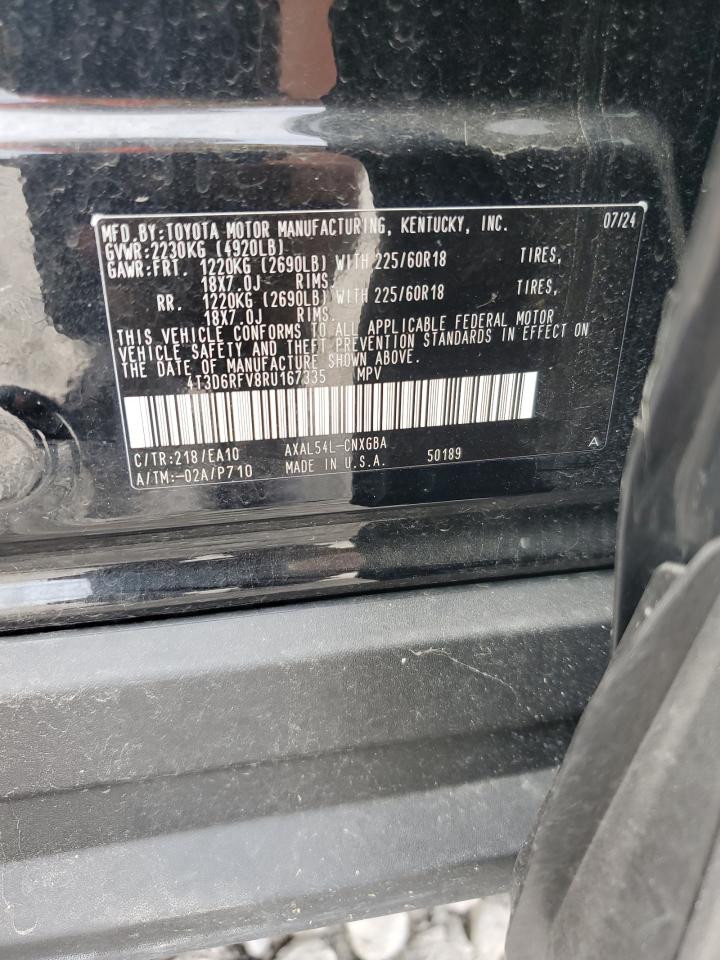 MFD.BY:TOYOTA MOTOR MANUFACTURING, KENTUCKY, INC. 07/24
GVWR:2230KG (4920LB)
GAWR:FRT. 1220KG (2690LB) WITH 225/60R18 TIRES,
18X7.0J RIMS.
RR. 1220KG (2690LB) WITH 225/60R18 TIRES,
18X7.0J RIMS.
THIS VEHICLE CONFORMS TO ALL APPLICABLE FEDERAL MOTOR
VEHICLE SAFETY AND THEFT PREVENTION STANDARDS IN EFFECT ON
THE DATE OF MANUFACTURE SHOWN ABOVE.
4T3D6RFV8RU167335 MPV
C/TR:218/EA10 AXAL54L-CNXGBA A
A/TM:-02A/P710 MADE IN U.S.A. 50189